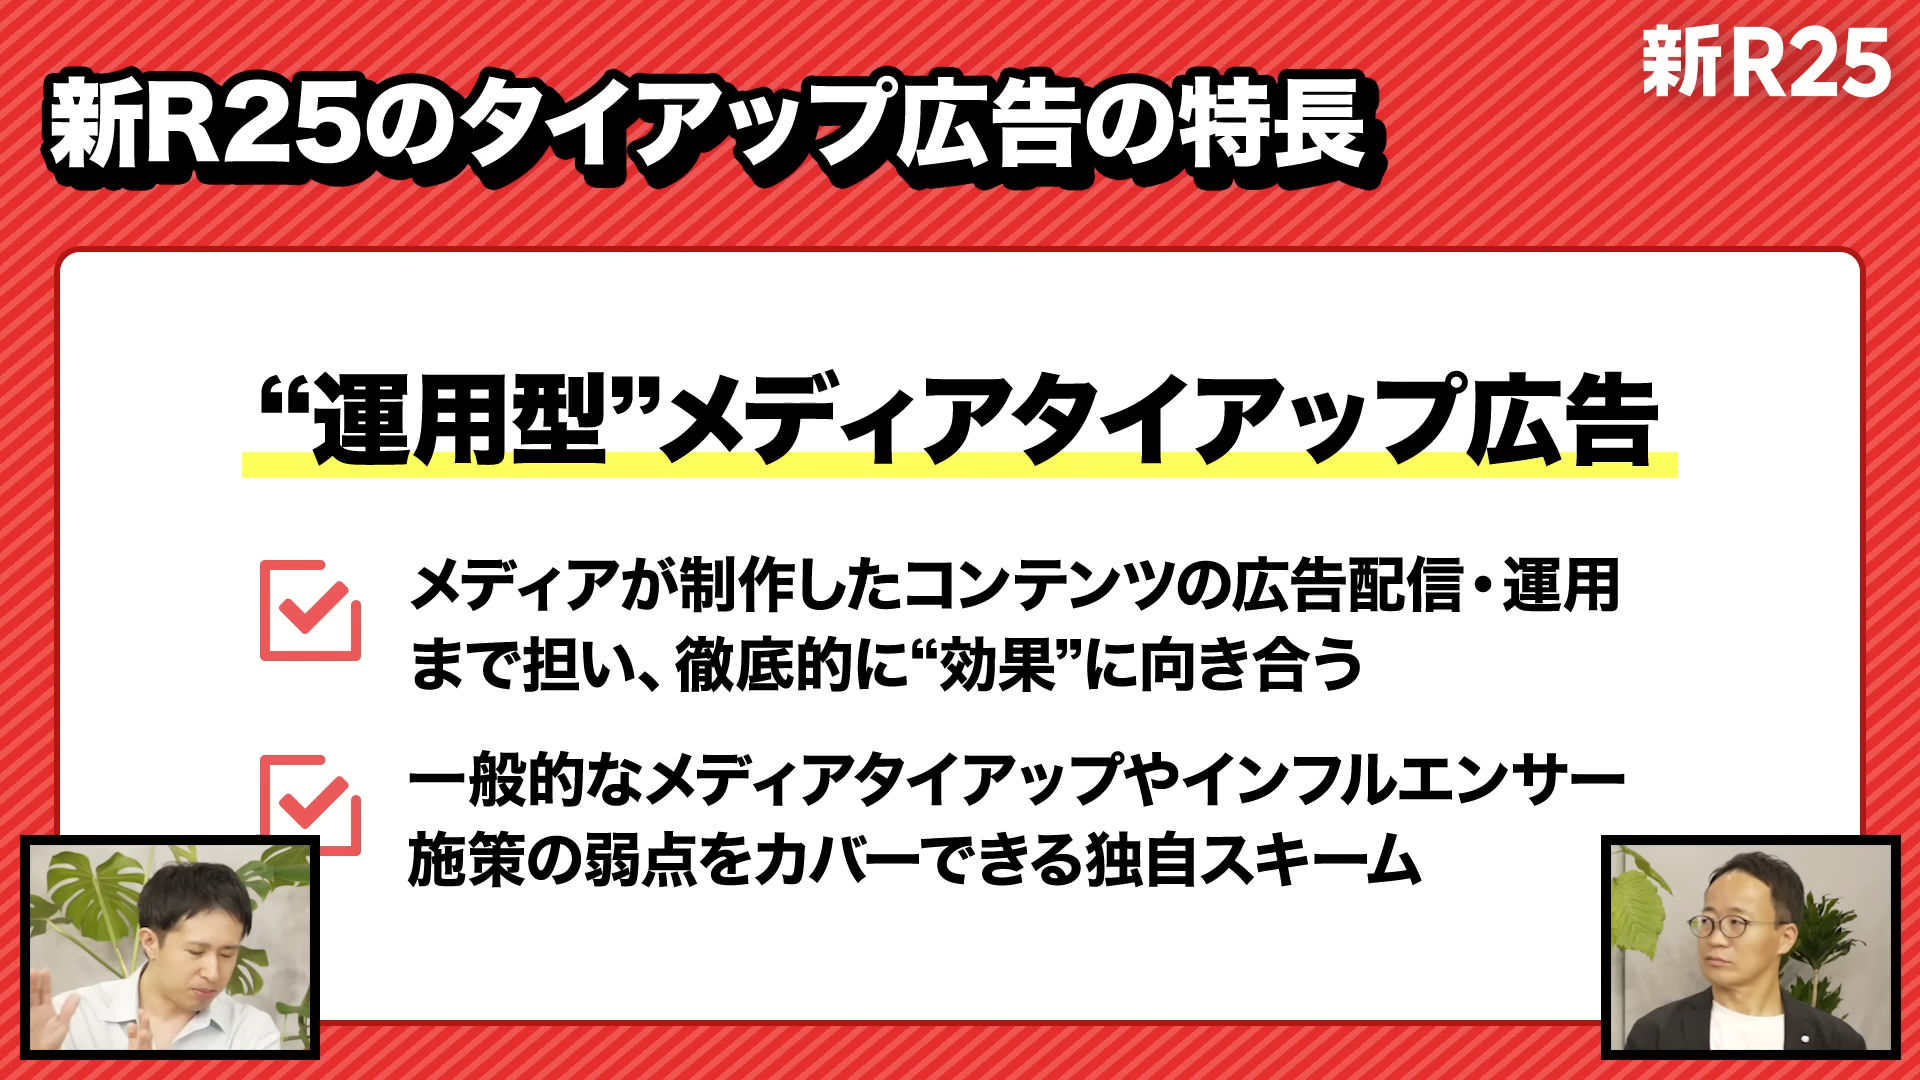 新R25
新R25のタイアップ広告の特長
“運用型”メディアタイアップ広告
メディアが制作したコンテンツの広告配信・運用
まで担い、徹底的に“効果”に向き合う
一般的なメディアタイアップやインフルエンサー
施策の弱点をカバーできる独自スキーム